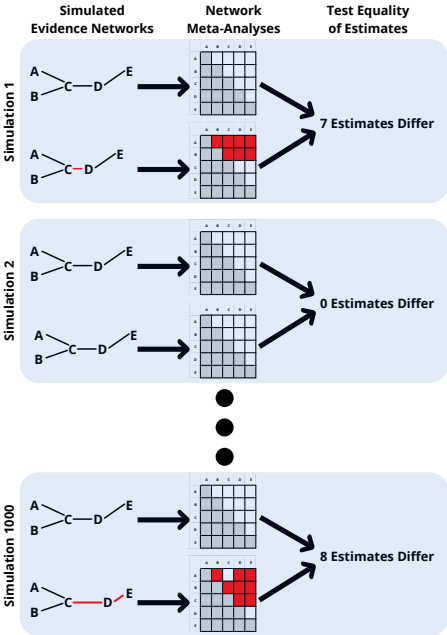 Simulated
Evidence Networks
Network
Meta-Analyses
Test Equality
of Estimates
Simulation 1
A
B
C
D
E
A B C D E
A
B
C
D
E
7 Estimates Differ
A
B
C
D
E
A B C D E
A
B
C
D
E
Simulation 2
A
B
C
D
E
A B C D E
A
B
C
D
E
0 Estimates Differ
A
B
C
D
E
A B C D E
A
B
C
D
E
Simulation 1000
A
B
C
D
E
A B C D E
A
B
C
D
E
8 Estimates Differ
A
B
C
D
E
A B C D E
A
B
C
D
E